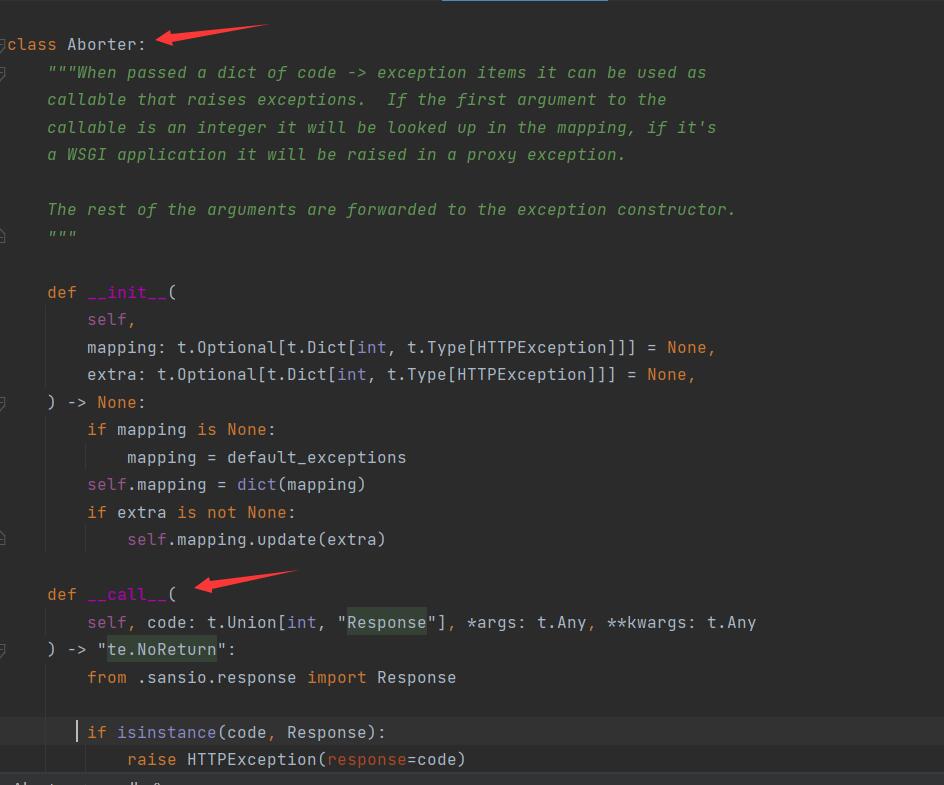 class Aborter:
    """When passed a dict of code -> exception items it can be used as
    callable that raises exceptions.  If the first argument to the
    callable is an integer it will be looked up in the mapping, if it's
    a WSGI application it will be raised in a proxy exception.

    The rest of the arguments are forwarded to the exception constructor.
    """

    def __init__(
        self,
        mapping: t.Optional[t.Dict[int, t.Type[HTTPException]]] = None,
        extra: t.Optional[t.Dict[int, t.Type[HTTPException]]] = None,
    ) -> None:
        if mapping is None:
            mapping = default_exceptions
        self.mapping = dict(mapping)
        if extra is not None:
            self.mapping.update(extra)

    def __call__(
        self, code: t.Union[int, "Response"], *args: t.Any, **kwargs: t.Any
    ) -> "te.NoReturn":
        from .sansio.response import Response

        if isinstance(code, Response):
            raise HTTPException(response=code)